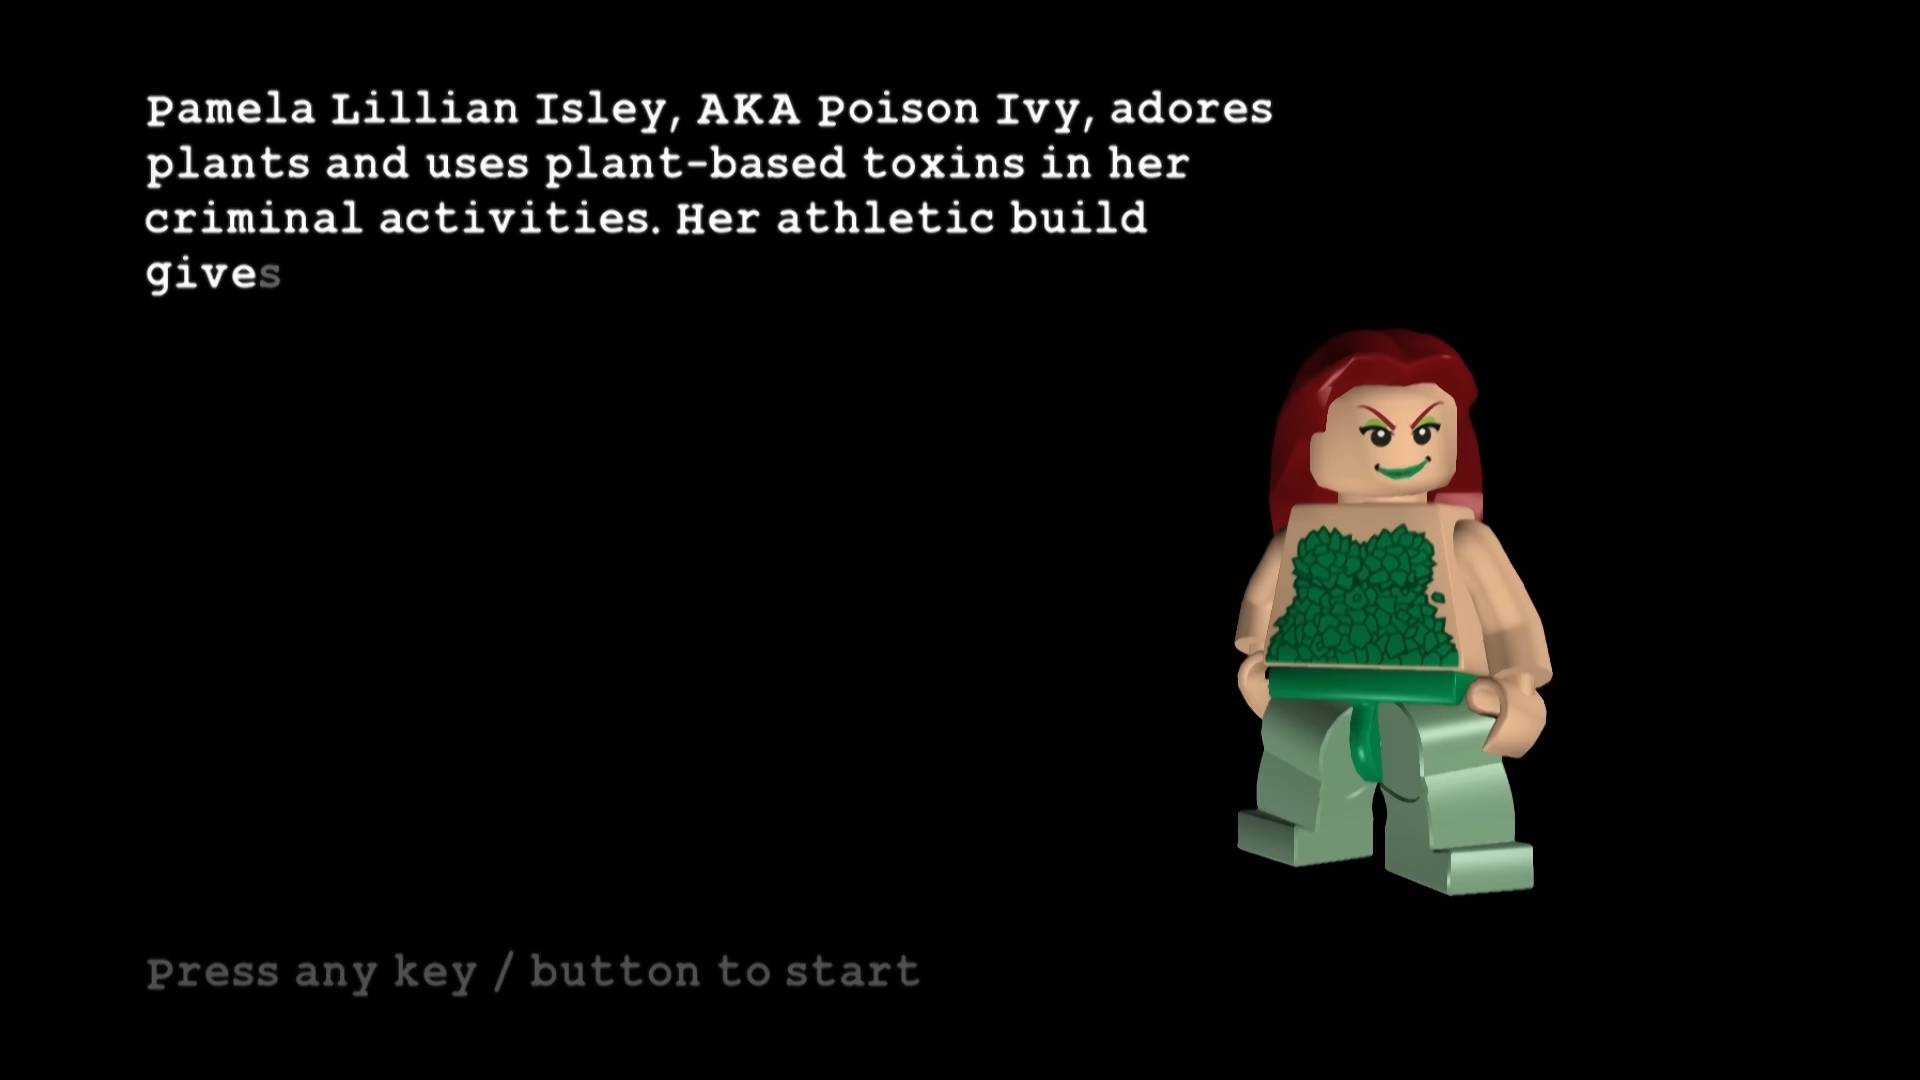 Pamela Lillian Isley, AKA Poison Ivy, adores
plants and uses plant-based toxins in her
criminal activities. Her athletic build
gives
Press any key / button to start